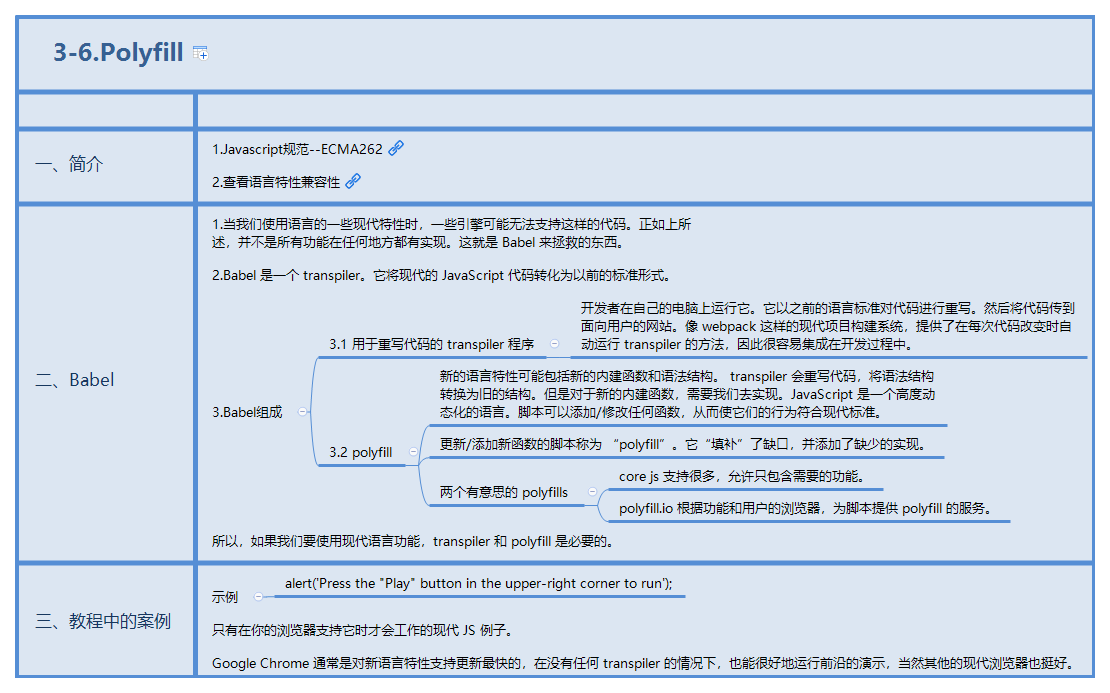 3-6.Polyfill
一、简介
1.Javascript规范--ECMA262
2.查看语言特性兼容性
二、Babel
1.当我们使用语言的一些现代特性时，一些引擎可能无法支持这样的代码。正如上所
述，并不是所有功能在任何地方都有实现。这就是 Babel 来拯救的东西。
2.Babel 是一个 transpiler。它将现代的 JavaScript 代码转化为以前的标准形式。
3.Babel组成
3.1 用于重写代码的 transpiler 程序
开发者在自己的电脑上运行它。它以之前的语言标准对代码进行重写。然后将代码传到
面向用户的网站。像 webpack 这样的现代项目构建系统，提供了在每次代码改变时自
动运行 transpiler 的方法，因此很容易集成在开发过程中。
3.2 polyfill
新的语言特性可能包括新的内建函数和语法结构。 transpiler 会重写代码，将语法结构
转换为旧的结构。但是对于新的内建函数，需要我们去实现。JavaScript 是一个高度动
态化的语言。脚本可以添加/修改任何函数，从而使它们的行为符合现代标准。
更新/添加新函数的脚本称为 “polyfill”。它“填补”了缺口，并添加了缺少的实现。
两个有意思的 polyfills
core js 支持很多，允许只包含需要的功能。
polyfill.io 根据功能和用户的浏览器，为脚本提供 polyfill 的服务。
所以，如果我们要使用现代语言功能，transpiler 和 polyfill 是必要的。
三、教程中的案例
示例
alert('Press the "Play" button in the upper-right corner to run');
只有在你的浏览器支持它时才会工作的现代 JS 例子。
Google Chrome 通常是对新语言特性支持更新最快的，在没有任何 transpiler 的情况下，也能很好地运行前沿的演示，当然其他的现代浏览器也挺好。